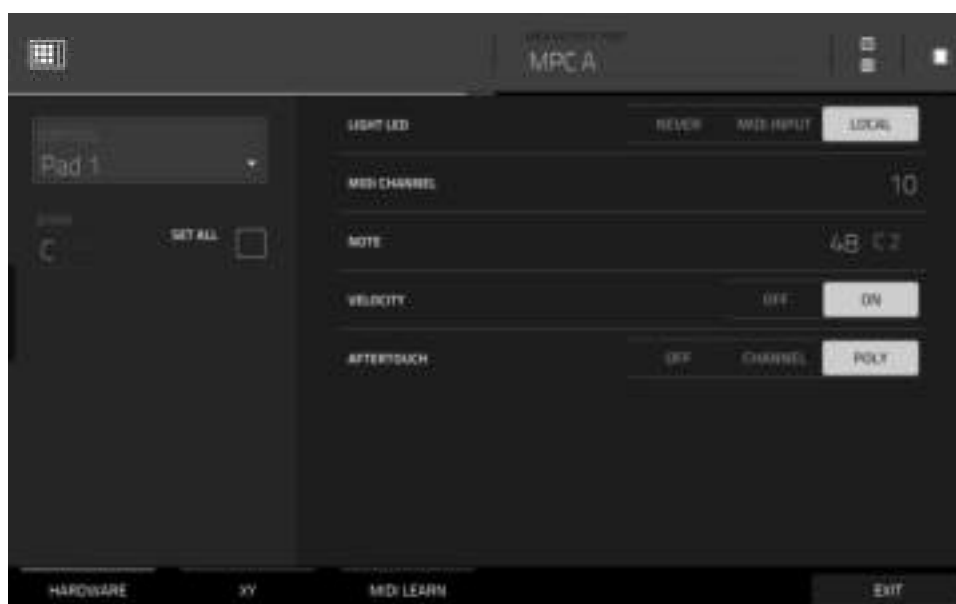 MPC A
Pad 1
C
SET ALL
LIGHT LED
NEVER MIDI INPUT LOCAL
MIDI CHANNEL
10
NOTE
48 C 2
VELOCITY
OFF ON
AFTERTOUCH
OFF CHANNEL POLY
HARDWARE XY MIDI LEARN EXIT